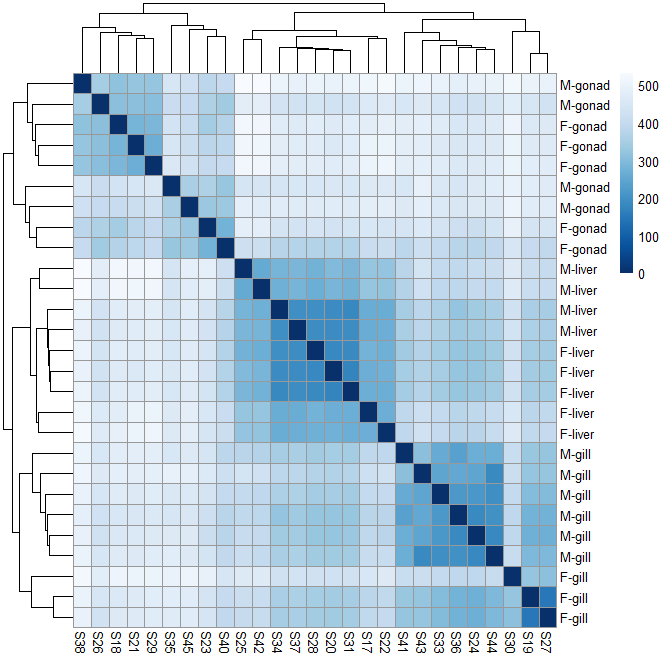 500
400
300
200
100
0
M-gonad
M-gonad
F-gonad
F-gonad
F-gonad
M-gonad
M-gonad
F-gonad
F-gonad
M-liver
M-liver
M-liver
M-liver
F-liver
F-liver
F-liver
F-liver
F-liver
M-gill
M-gill
M-gill
M-gill
M-gill
M-gill
F-gill
F-gill
F-gill
S38
S26
S18
S21
S29
S35
S45
S23
S40
S25
S42
S34
S37
S28
S20
S31
S17
S22
S41
S43
S33
S36
S24
S44
S30
S19
S27